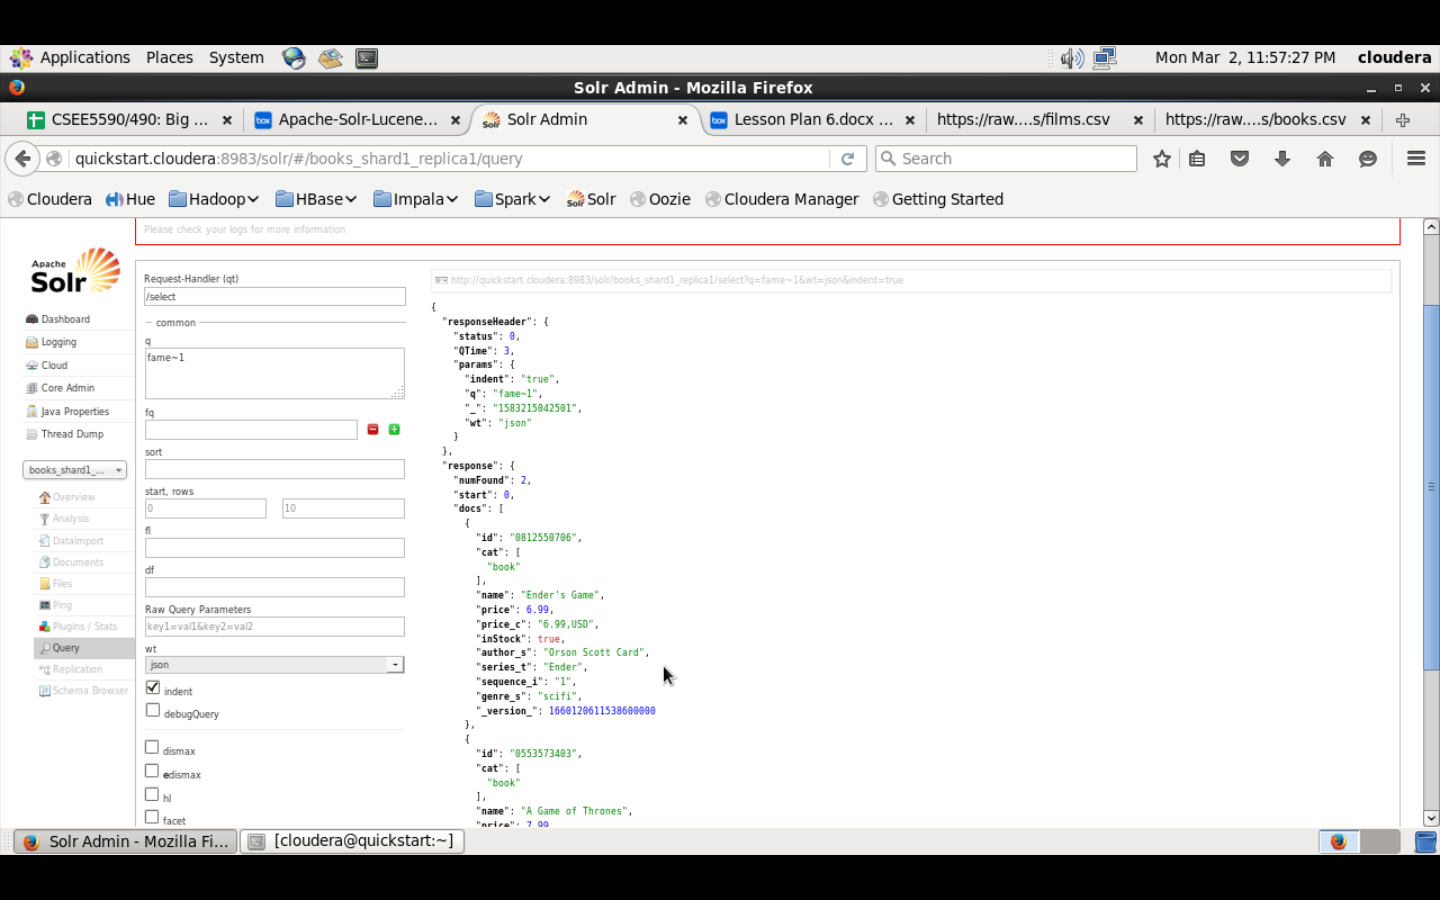 Applications Places System Mon Mar 2, 11:57:27 PM cloudera
Solr Admin - Mozilla Firefox
CSEE5590/490: Big ... Apache-Solr-Lucene... Solr Admin Lesson Plan 6.docx ... https://raw....s/films.csv https://raw....s/books.csv
quickstart.cloudera:8983/solr/#/books_shard1_replica1/query Search
Cloudera Hue Hadoop HBase Impala Spark Solr Oozie Cloudera Manager Getting Started
Please check your logs for more information
Apache
Solr
Dashboard
Logging
Cloud
Core Admin
Java Properties
Thread Dump
books_shard1_...
Overview
Analysis
Dataimport
Documents
Files
Ping
Plugins / Stats
Query
Replication
Schema Browser
Request-Handler (qt)
/select
common
q
fame~1
fq
sort
start, rows
0 10
fl
df
Raw Query Parameters
key1=val1&key2=val2
wt
json
indent
debugQuery
dismax
edismax
hl
facet
http://quickstart.cloudera:8983/solr/books_shard1_replica1/select?q=fame~1&wt=json&indent=true
{
"responseHeader": {
"status": 0,
"QTime": 3,
"params": {
"indent": "true",
"q": "fame~1",
"_": "1583215042501",
"wt": "json"
}
},
"response": {
"numFound": 2,
"start": 0,
"docs": [
{
"id": "0812550706",
"cat": [
"book"
],
"name": "Ender's Game",
"price": 6.99,
"price_c": "6.99,USD",
"inStock": true,
"author_s": "Orson Scott Card",
"series_t": "Ender",
"sequence_i": "1",
"genre_s": "scifi",
"_version_": 1660120611538600000
},
{
"id": "0553573403",
"cat": [
"book"
],
"name": "A Game of Thrones",
"price": 7.99,
Solr Admin - Mozilla Fi... [cloudera@quickstart:~]